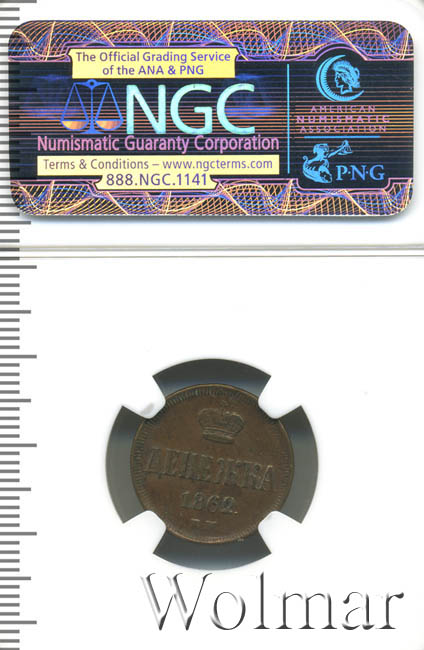 The Official Grading Service
of the ANA & PNG
NGC
Numismatic Guaranty Corporation
Terms & Conditions – www.ngcterms.com
888.NGC.1141
AMERICAN
NUMISMATIC
ASSOCIATION
P·N·G
ДЕНЕЖКА
1862.
Wolmar